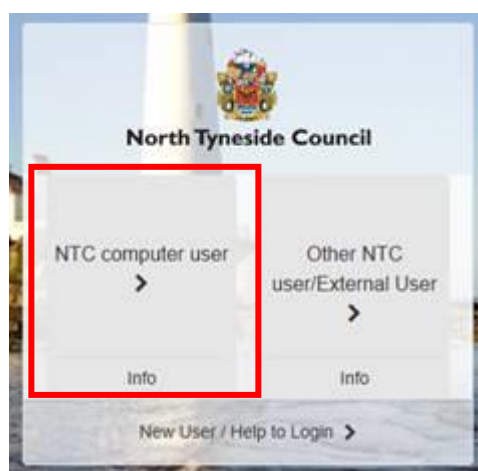 North Tyneside Council
NTC computer user
Other NTC
user/External User
Info
Info
New User / Help to Login